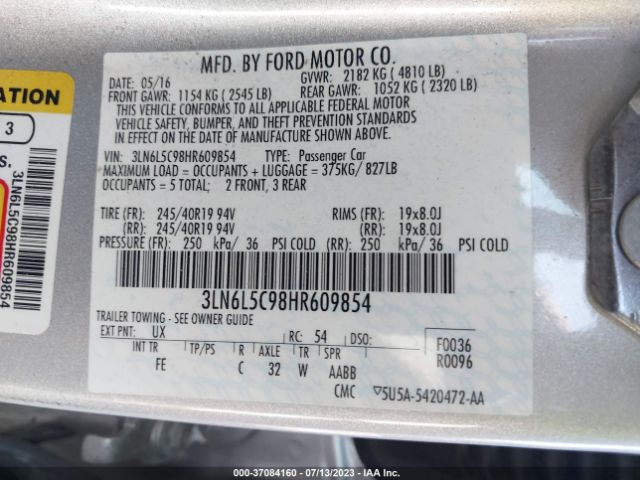 MFD. BY FORD MOTOR CO.
DATE: 05/16 GVWR: 2182 KG ( 4810 LB)
FRONT GAWR: 1154 KG ( 2545 LB) REAR GAWR: 1052 KG ( 2320 LB)
THIS VEHICLE CONFORMS TO ALL APPLICABLE FEDERAL MOTOR
VEHICLE SAFETY, BUMPER, AND THEFT PREVENTION STANDARDS
IN EFFECT ON THE DATE OF MANUFACTURE SHOWN ABOVE.
VIN: 3LN6L5C98HR609854 TYPE: Passenger Car
MAXIMUM LOAD = OCCUPANTS + LUGGAGE = 375KG/ 827LB
OCCUPANTS = 5 TOTAL; 2 FRONT, 3 REAR
TIRE (FR): 245/40R19 94V RIMS (FR): 19x8.0J
(RR): 245/40R19 94V (RR): 19x8.0J
PRESSURE (FR): 250 kPa/ 36 PSI COLD (RR): 250 kPa/ 36 PSI COLD
3LN6L5C98HR609854
TRAILER TOWING - SEE OWNER GUIDE
EXT PNT: UX RC: 54 DSO: F0036
INT TR TP/PS R AXLE TR SPR R0096
FE C 32 W AABB
CMC 5U5A-5420472-AA
ATION
3
S.
3LN6L5C98HR609854
000-37084160 - 07/13/2023 - IAA Inc.